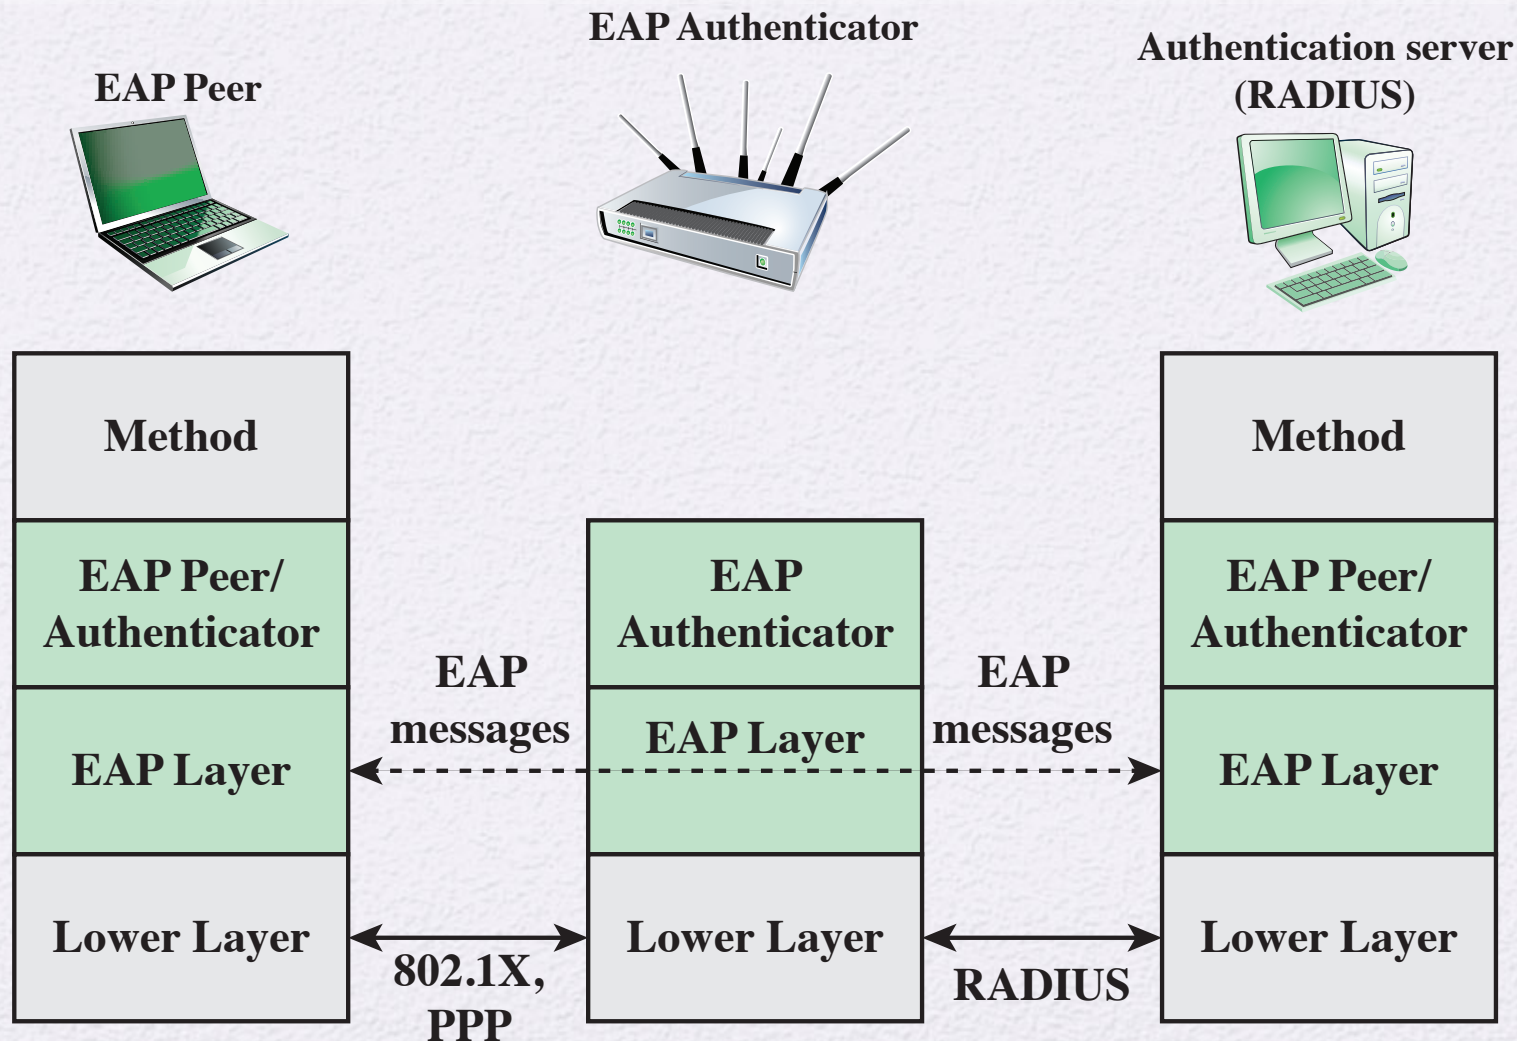 EAP Peer
EAP Authenticator
Authentication server
(RADIUS)
Method
EAP Peer/
Authenticator
EAP Layer
Lower Layer
EAP
messages
802.1X,
PPP
EAP
Authenticator
EAP Layer
Lower Layer
EAP
messages
RADIUS
Method
EAP Peer/
Authenticator
EAP Layer
Lower Layer